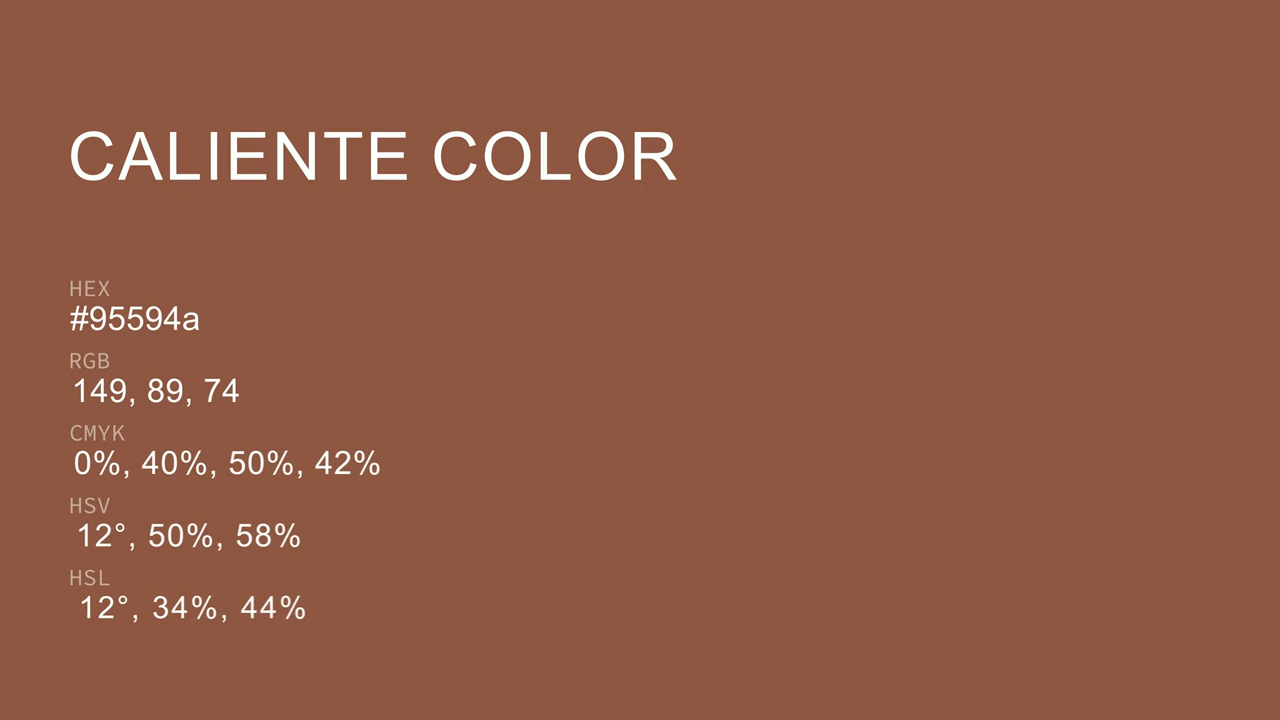 CALIENTE COLOR
HEX
#95594a
RGB
149, 89, 74
CMYK
0%, 40%, 50%, 42%
HSV
12°, 50%, 58%
HSL
12°, 34%, 44%